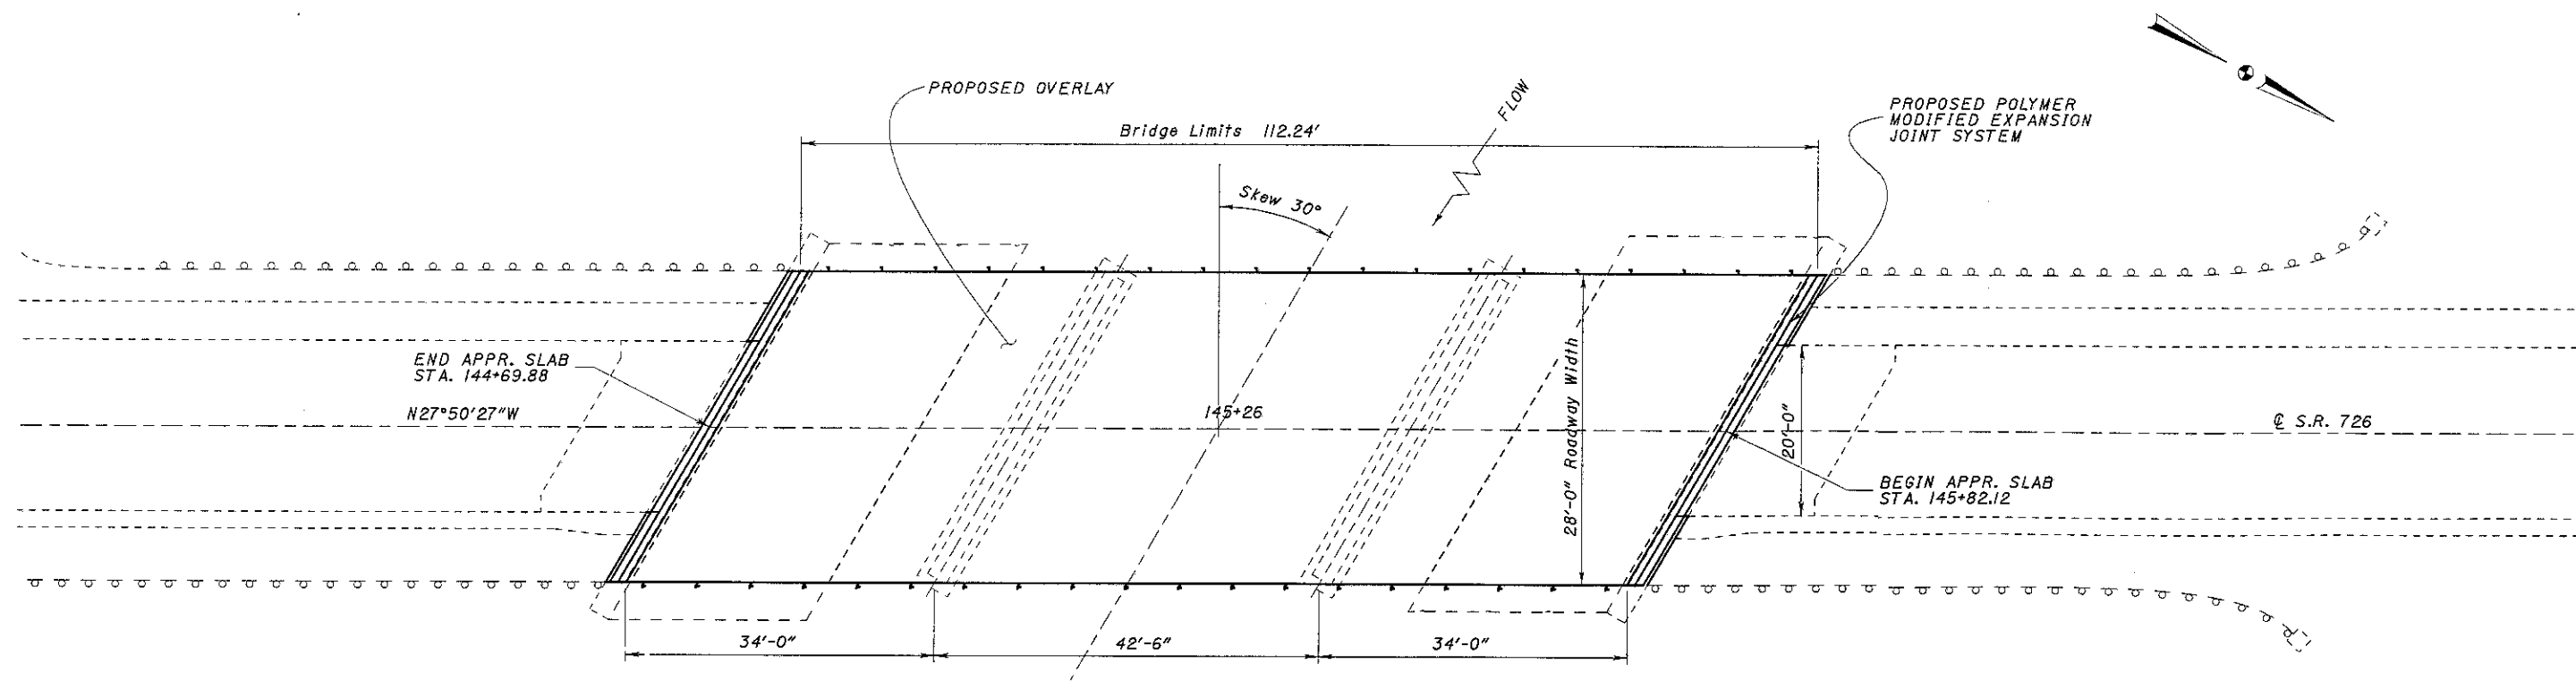 PROPOSED OVERLAY
FLOW
PROPOSED POLYMER
MODIFIED EXPANSION
JOINT SYSTEM
Bridge Limits 112.24'
Skew 30°
END APPR. SLAB
STA. 144+69.88
28'-0" Roadway Width
20'-0"
N27°50'27"W
145+26
℄ S.R. 726
BEGIN APPR. SLAB
STA. 145+82.12
34'-0"
42'-6"
34'-0"